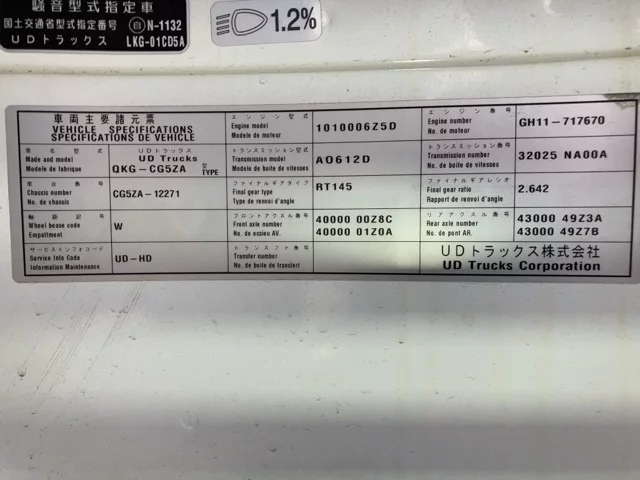 騒音型式指定車
国土交通省型式指定番号 自 N-1132
UDトラックス LKG-01CD5A
1.2%
車両主要諸元票
VEHICLE SPECIFICATIONS
SPECIFICATIONS DE VEHICLE
エンジン型式
Engine model
Modele de moteur
1010006Z5D
エンジン番号
Engine number
No. de moteur
GH11-717670
車名型式
Made and model
Modele de fabrique
UDトラックス
UD Trucks
QKG-CG5ZA 型 TYPE
トランスミッション型式
Transmission model
Modele de boite de vitesses
A0612D
トランスミッション番号
Transmission number
No. de boite de vitesses
32025 NA00A
車台番号
Chassis number
No. de chassis
CG5ZA-12271
ファイナルギアタイプ
Final gear type
Type de renvoi d'angle
RT145
ファイナルギアレシオ
Final gear ratio
Rapport de renvoi d'angle
2.642
軸距記号
Wheel bease code
Empattment
W
フロントアクスル番号
Front axle number
No. de essieu AV.
40000 00Z8C
40000 01Z0A
リアアクスル番号
Rear axle number
No. de pont AR.
43000 49Z3A
43000 49Z7B
サービスインフォコード
Service Info Code
Information Maintenance
UD-HD
トランスファ番号
Transfer number
No. de boite de transfert
UDトラックス株式会社
UD Trucks Corporation